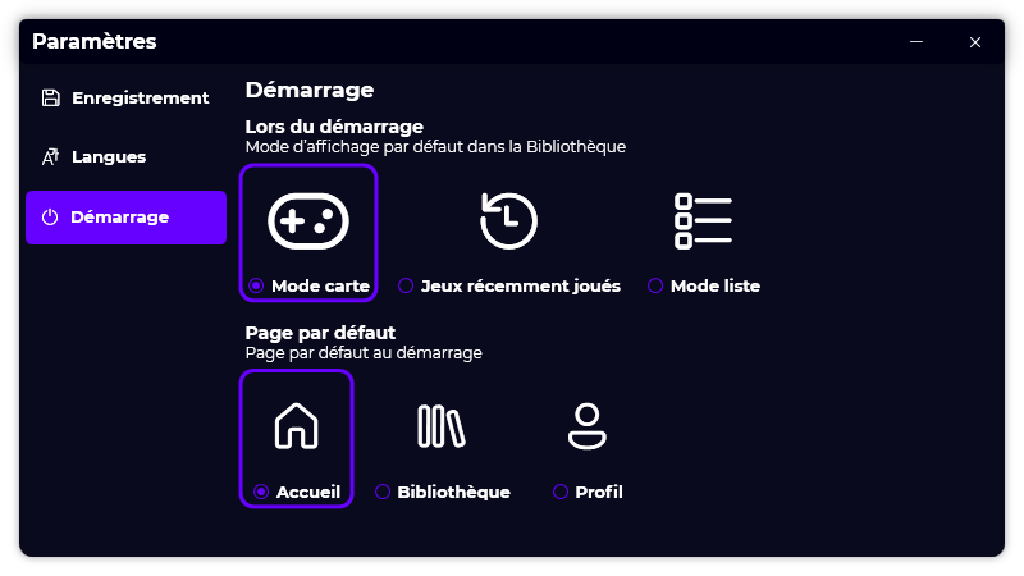 Paramètres
Enregistrement
Langues
Démarrage
Démarrage
Lors du démarrage
Mode d'affichage par défaut dans la Bibliothèque
Mode carte
Jeux récemment joués
Mode liste
Page par défaut
Page par défaut au démarrage
Accueil
Bibliothèque
Profil